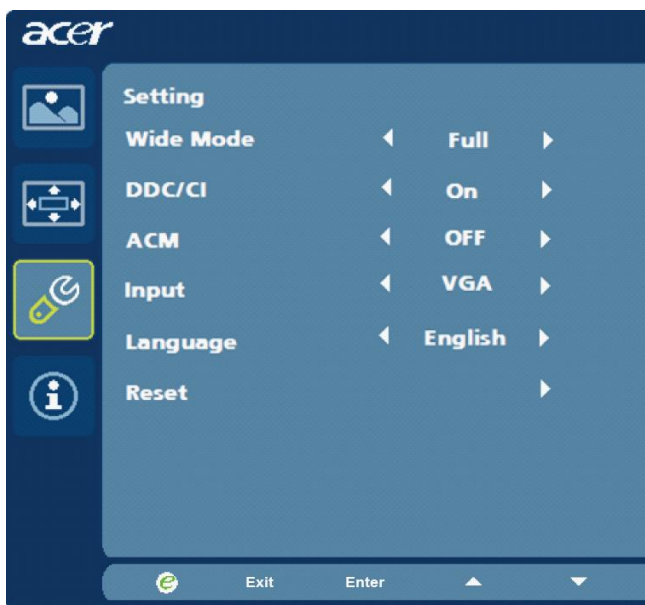 acer
Setting
Wide Mode Full
DDC/CI On
ACM OFF
Input VGA
Language English
Reset
e Exit Enter